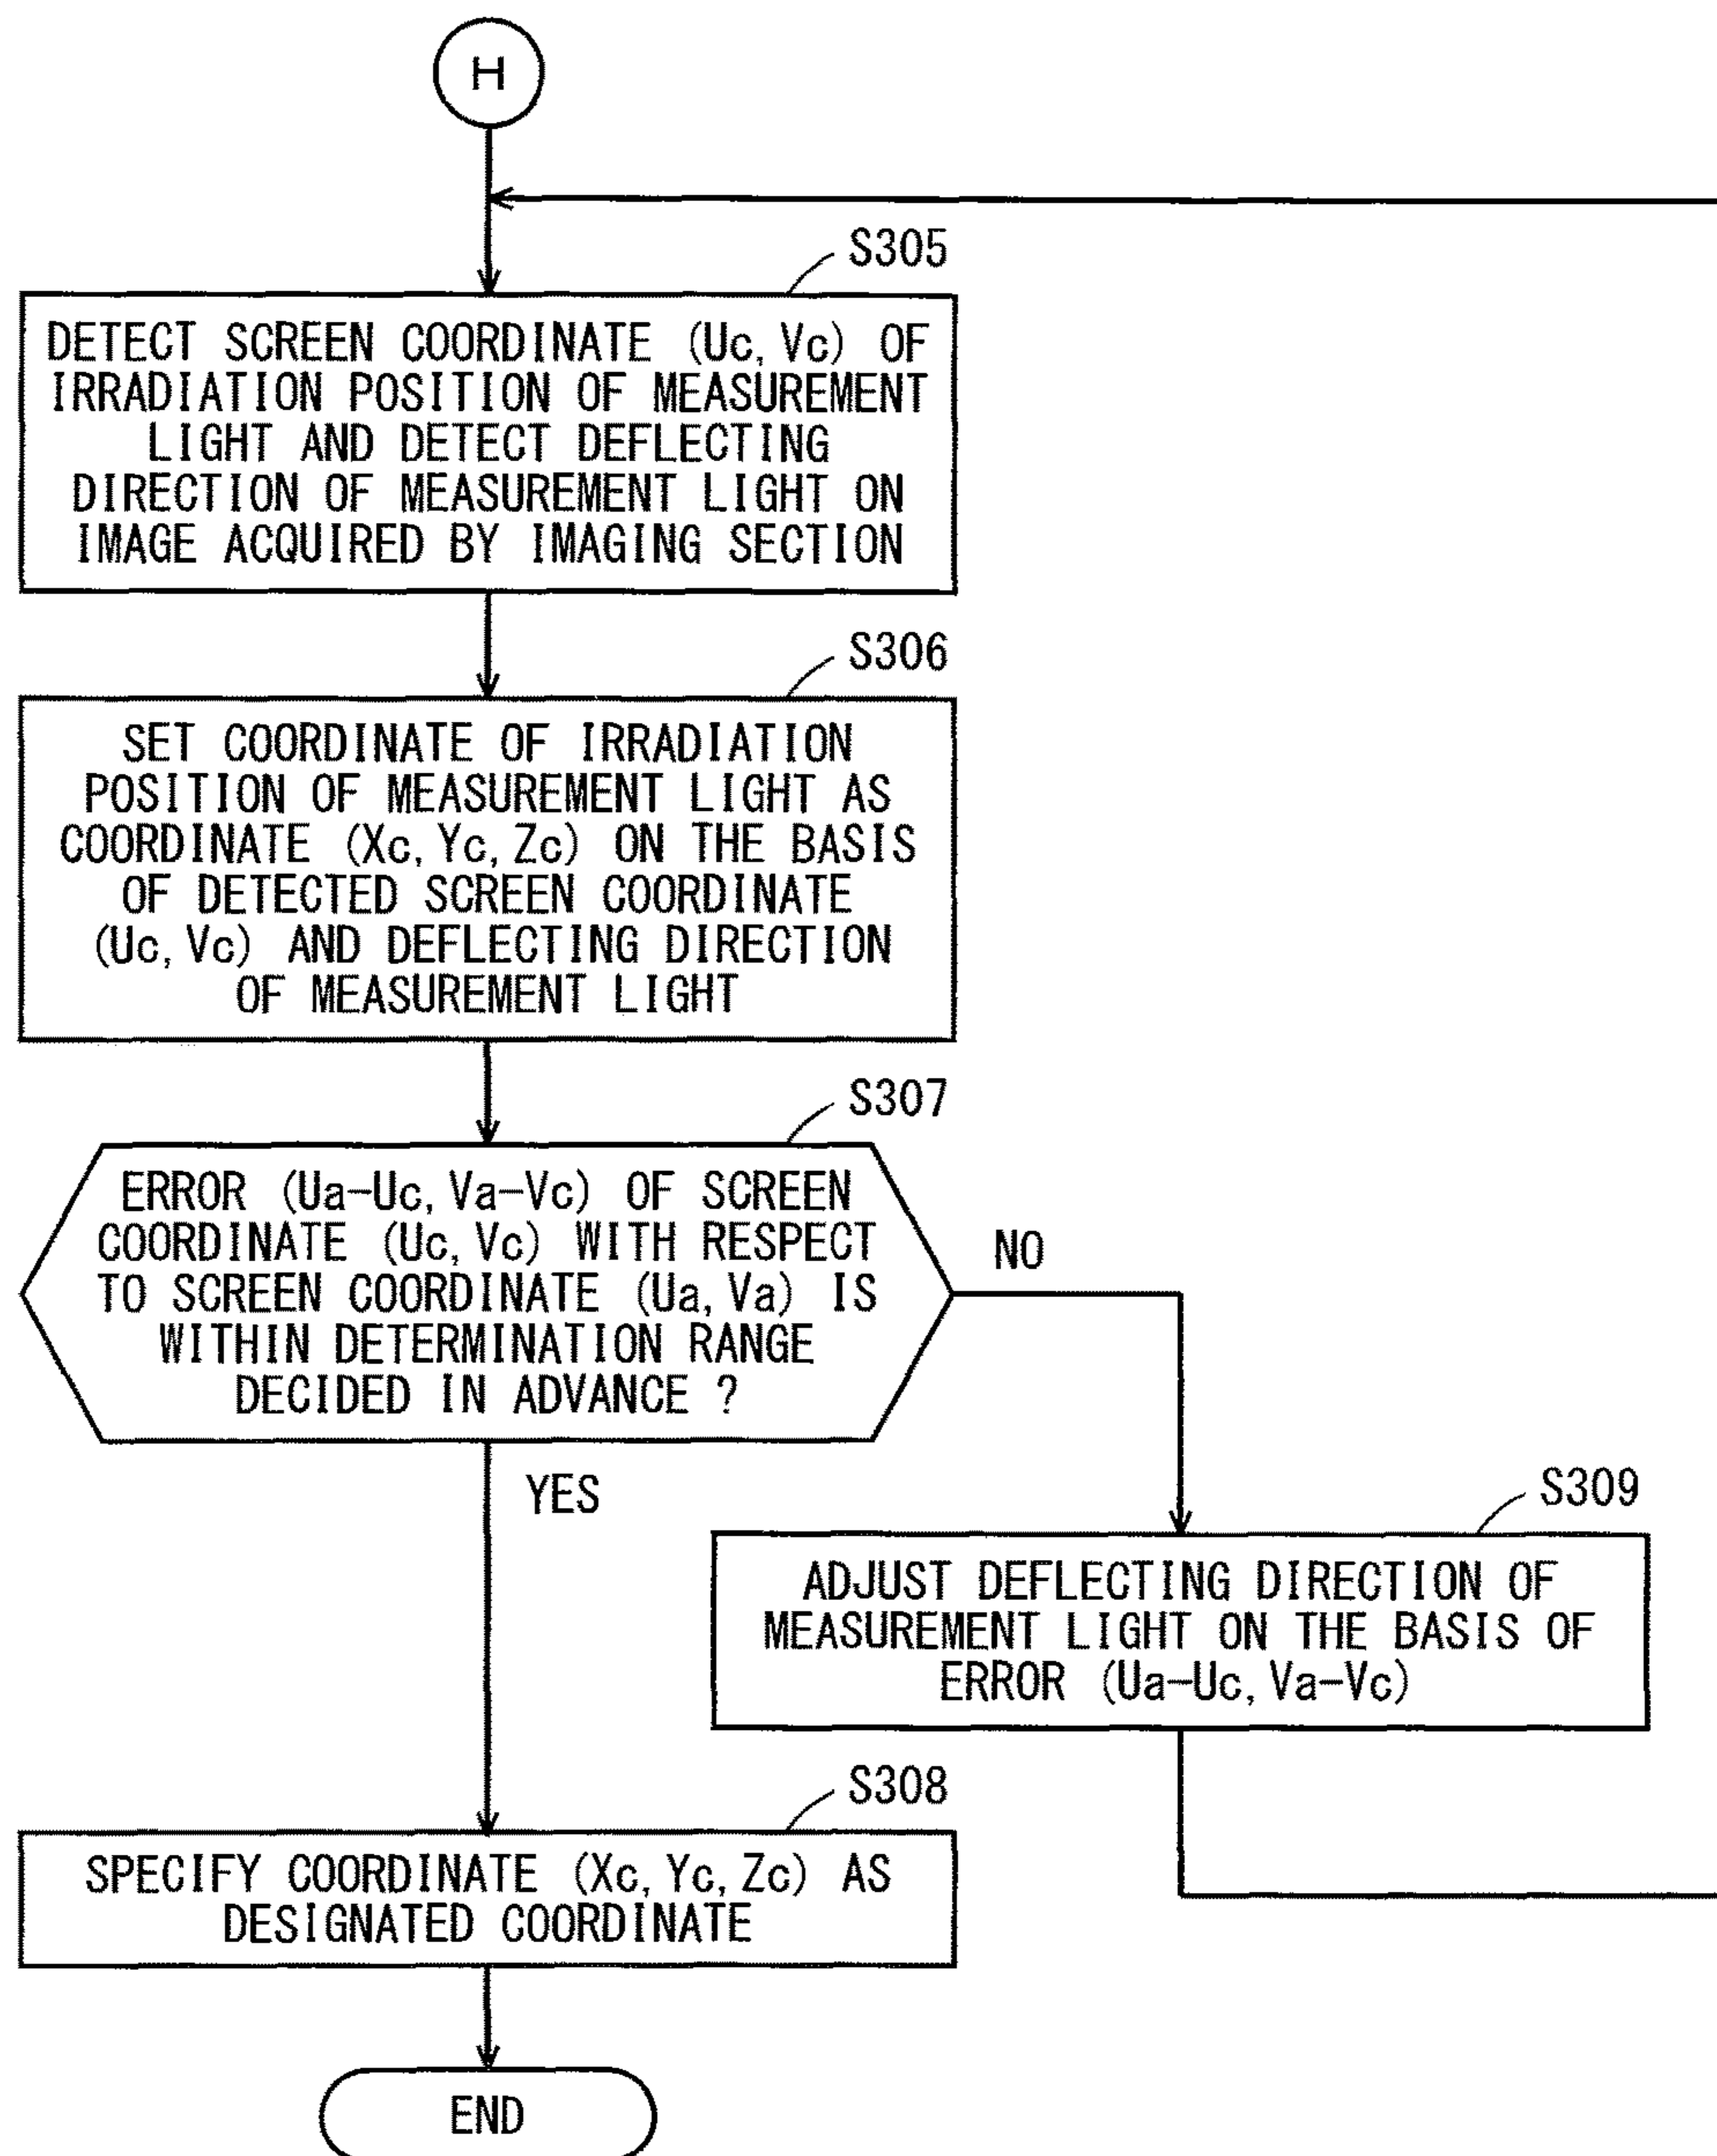 H
S305
DETECT SCREEN COORDINATE (Uc, Vc) OF
IRRADIATION POSITION OF MEASUREMENT
LIGHT AND DETECT DEFLECTING
DIRECTION OF MEASUREMENT LIGHT ON
IMAGE ACQUIRED BY IMAGING SECTION
S306
SET COORDINATE OF IRRADIATION
POSITION OF MEASUREMENT LIGHT AS
COORDINATE (Xc, Yc, Zc) ON THE BASIS
OF DETECTED SCREEN COORDINATE
(Uc, Vc) AND DEFLECTING DIRECTION
OF MEASUREMENT LIGHT
S307
ERROR (Ua-Uc, Va-Vc) OF SCREEN
COORDINATE (Uc, Vc) WITH RESPECT
TO SCREEN COORDINATE (Ua, Va) IS
WITHIN DETERMINATION RANGE
DECIDED IN ADVANCE ?
NO
YES
S309
ADJUST DEFLECTING DIRECTION OF
MEASUREMENT LIGHT ON THE BASIS OF
ERROR (Ua-Uc, Va-Vc)
S308
SPECIFY COORDINATE (Xc, Yc, Zc) AS
DESIGNATED COORDINATE
END